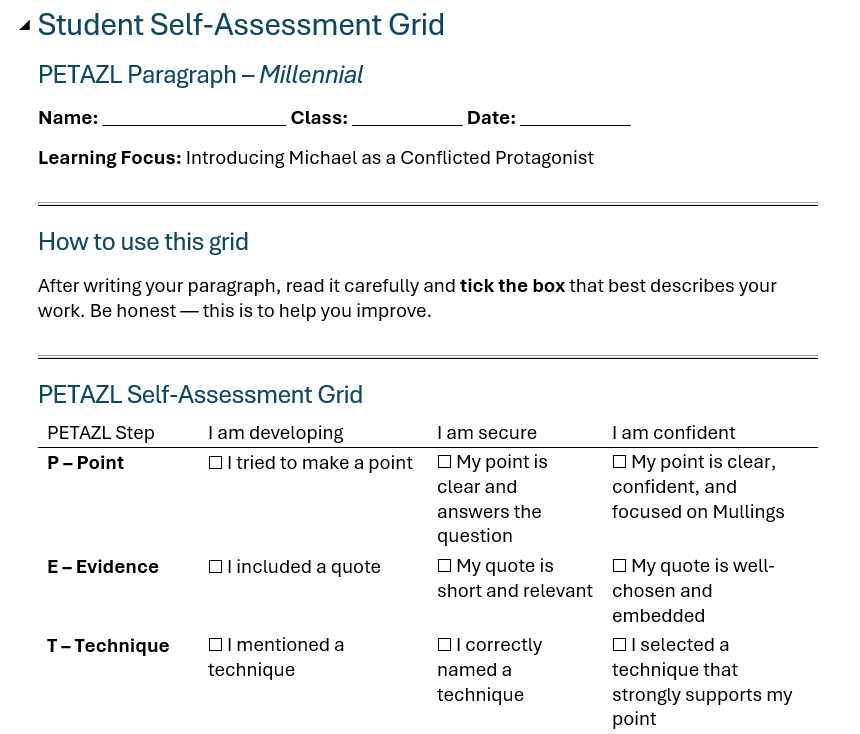 Student Self-Assessment Grid
PETAZL Paragraph – Millennial
Name: ____________________ Class: ____________ Date: ____________
Learning Focus: Introducing Michael as a Conflicted Protagonist
How to use this grid
After writing your paragraph, read it carefully and tick the box that best describes your
work. Be honest — this is to help you improve.
PETAZL Self-Assessment Grid
PETAZL Step I am developing I am secure I am confident
P – Point ☐ I tried to make a point ☐ My point is ☐ My point is clear,
clear and confident, and
answers the focused on Mullings
question
E – Evidence ☐ I included a quote ☐ My quote is ☐ My quote is well-
short and relevant chosen and
embedded
T – Technique ☐ I mentioned a ☐ I correctly ☐ I selected a
technique named a technique that
technique strongly supports my
point